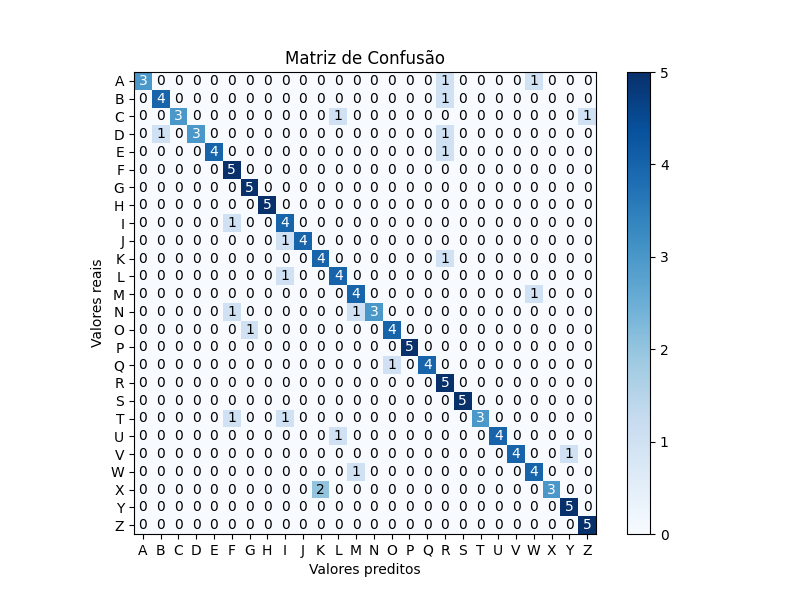 Matriz de Confusão
A 3 0 0 0 0 0 0 0 0 0 0 0 0 0 0 0 0 1 0 0 0 0 1 0 0 0
B 0 4 0 0 0 0 0 0 0 0 0 0 0 0 0 0 0 1 0 0 0 0 0 0 0 0
C 0 0 3 0 0 0 0 0 0 0 0 1 0 0 0 0 0 0 0 0 0 0 0 0 0 1
D 0 1 0 3 0 0 0 0 0 0 0 0 0 0 0 0 0 1 0 0 0 0 0 0 0 0
E 0 0 0 0 4 0 0 0 0 0 0 0 0 0 0 0 0 1 0 0 0 0 0 0 0 0
F 0 0 0 0 0 5 0 0 0 0 0 0 0 0 0 0 0 0 0 0 0 0 0 0 0 0
G 0 0 0 0 0 0 5 0 0 0 0 0 0 0 0 0 0 0 0 0 0 0 0 0 0 0
H 0 0 0 0 0 0 0 5 0 0 0 0 0 0 0 0 0 0 0 0 0 0 0 0 0 0
I 0 0 0 0 0 1 0 0 4 0 0 0 0 0 0 0 0 0 0 0 0 0 0 0 0 0
J 0 0 0 0 0 0 0 0 1 4 0 0 0 0 0 0 0 0 0 0 0 0 0 0 0 0
K 0 0 0 0 0 0 0 0 0 0 4 0 0 0 0 0 0 1 0 0 0 0 0 0 0 0
L 0 0 0 0 0 0 0 0 1 0 0 4 0 0 0 0 0 0 0 0 0 0 0 0 0 0
M 0 0 0 0 0 0 0 0 0 0 0 0 4 0 0 0 0 0 0 0 0 0 1 0 0 0
N 0 0 0 0 0 1 0 0 0 0 0 0 1 3 0 0 0 0 0 0 0 0 0 0 0 0
O 0 0 0 0 0 0 1 0 0 0 0 0 0 0 4 0 0 0 0 0 0 0 0 0 0 0
P 0 0 0 0 0 0 0 0 0 0 0 0 0 0 0 5 0 0 0 0 0 0 0 0 0 0
Q 0 0 0 0 0 0 0 0 0 0 0 0 0 0 1 0 4 0 0 0 0 0 0 0 0 0
R 0 0 0 0 0 0 0 0 0 0 0 0 0 0 0 0 0 5 0 0 0 0 0 0 0 0
S 0 0 0 0 0 0 0 0 0 0 0 0 0 0 0 0 0 0 5 0 0 0 0 0 0 0
T 0 0 0 0 0 1 0 0 1 0 0 0 0 0 0 0 0 0 0 3 0 0 0 0 0 0
U 0 0 0 0 0 0 0 0 0 0 0 1 0 0 0 0 0 0 0 0 4 0 0 0 0 0
V 0 0 0 0 0 0 0 0 0 0 0 0 0 0 0 0 0 0 0 0 0 4 0 0 1 0
W 0 0 0 0 0 0 0 0 0 0 0 0 1 0 0 0 0 0 0 0 0 0 4 0 0 0
X 0 0 0 0 0 0 0 0 0 0 2 0 0 0 0 0 0 0 0 0 0 0 0 3 0 0
Y 0 0 0 0 0 0 0 0 0 0 0 0 0 0 0 0 0 0 0 0 0 0 0 0 5 0
Z 0 0 0 0 0 0 0 0 0 0 0 0 0 0 0 0 0 0 0 0 0 0 0 0 0 5
A B C D E F G H I J K L M N O P Q R S T U V W X Y Z
Valores preditos
Valores reais
5
4
3
2
1
0